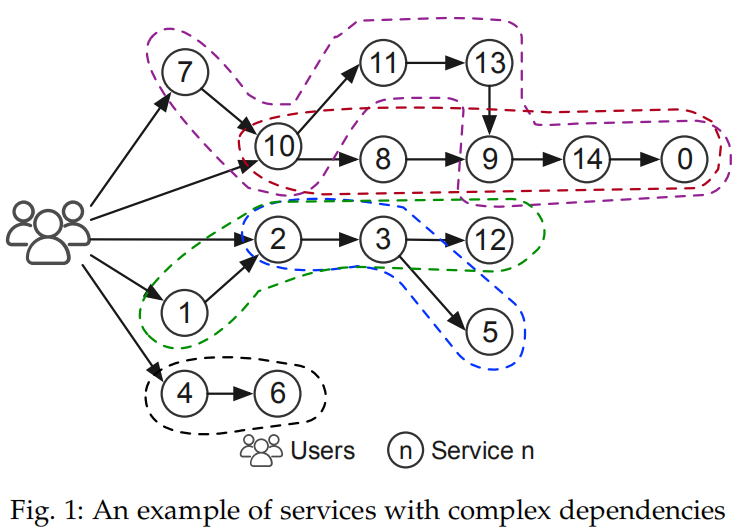 11 13
7
10 8 9 14 0
2 3 12
1 5
4 6
Users n Service n
Fig. 1: An example of services with complex dependencies